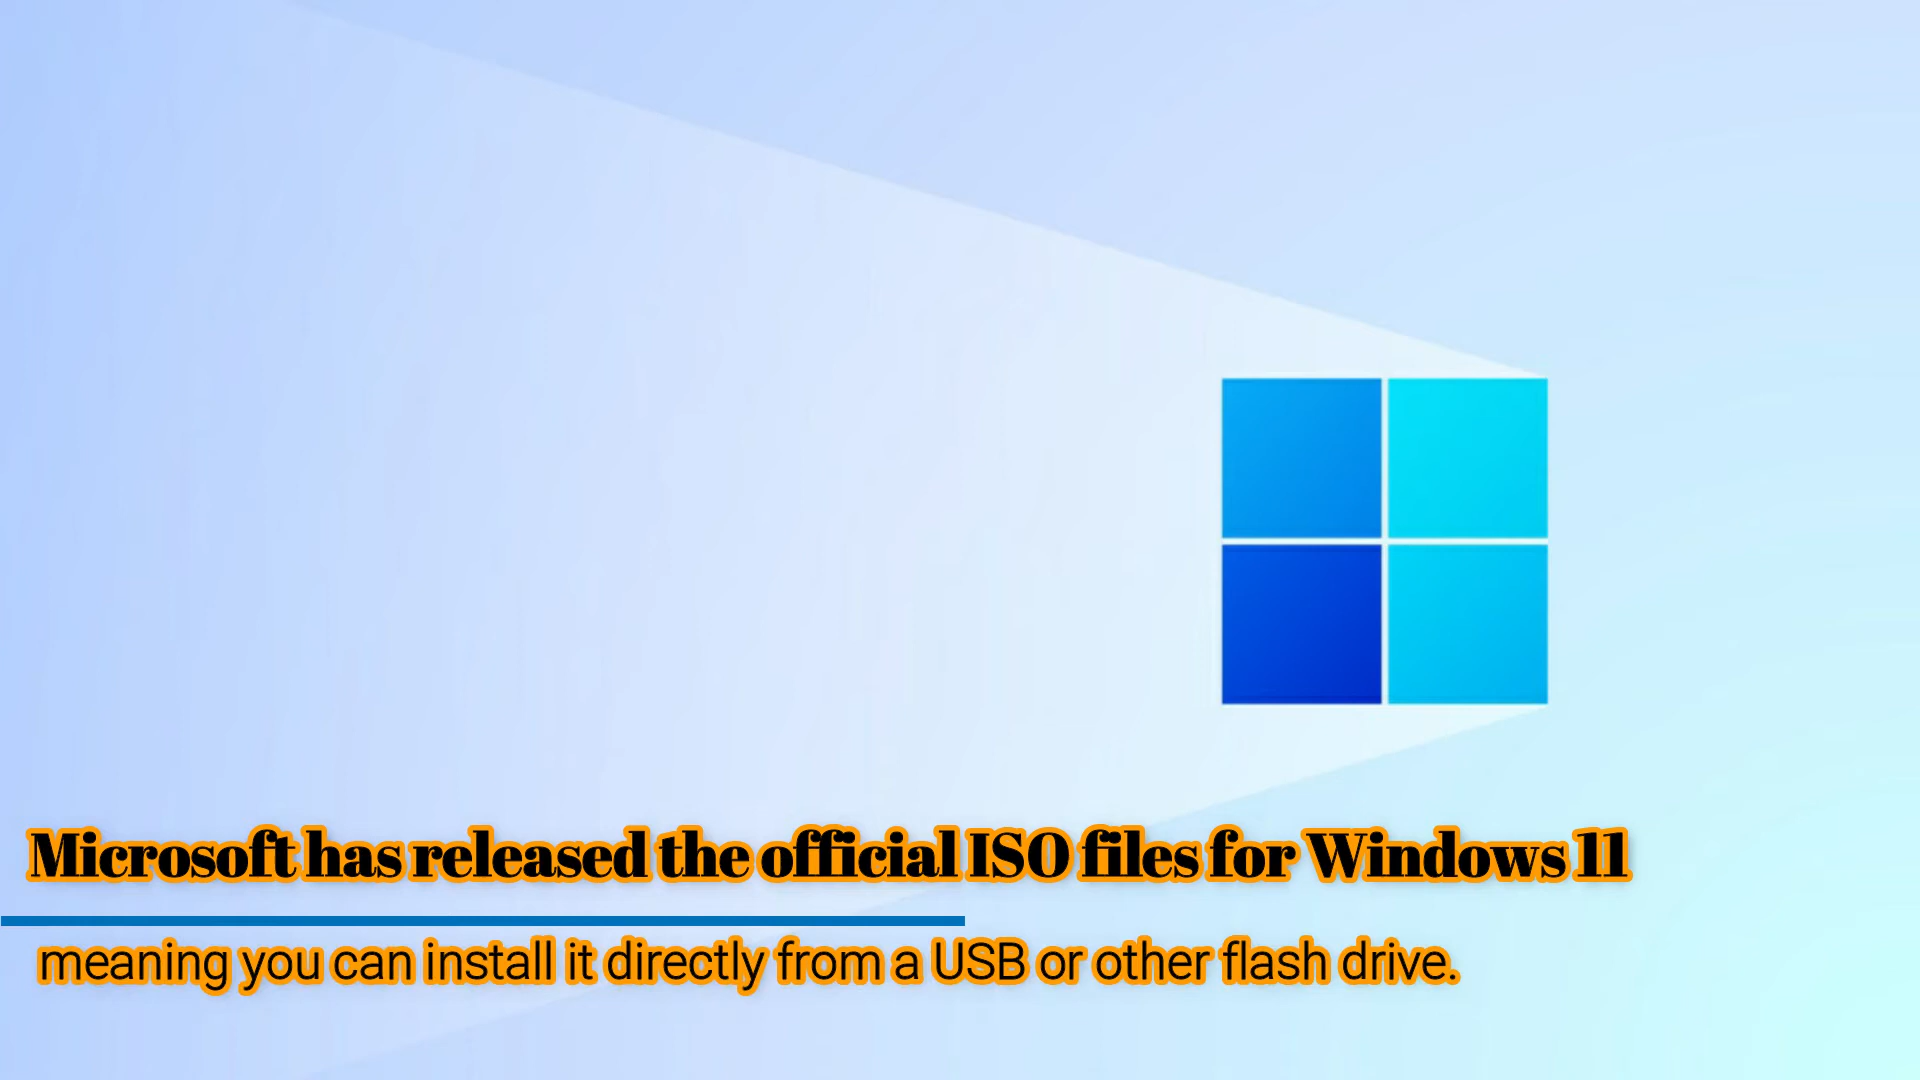 Microsoft has released the official ISO files for Windows 11
meaning you can install it directly from a USB or other flash drive.